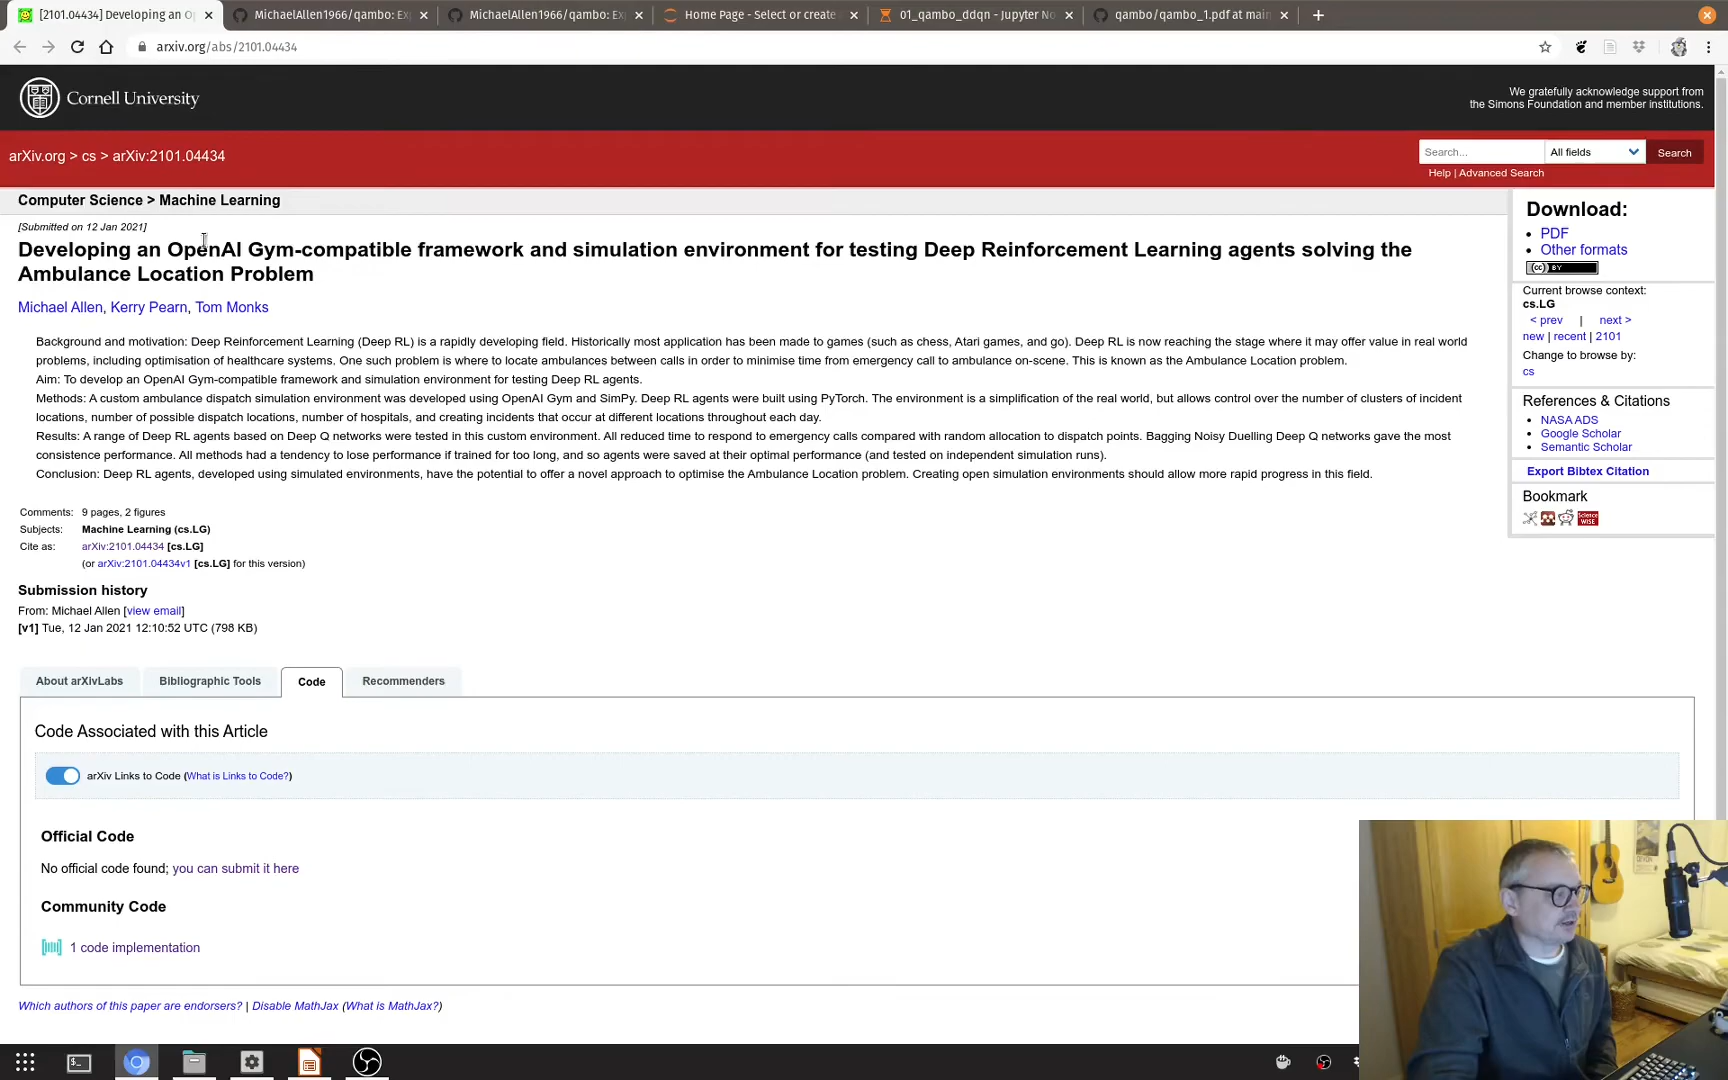 [2101.04434] Developing an O
MichaelAllen1966/qambo: Ex
MichaelAllen1966/qambo: Ex
Home Page - Select or create
01_qambo_ddqn - Jupyter No
qambo/qambo_1.pdf at main
arxiv.org/abs/2101.04434
Cornell University
We gratefully acknowledge support from
the Simons Foundation and member institutions.
arXiv.org > cs > arXiv:2101.04434
Search...
All fields
Search
Help | Advanced Search
Computer Science > Machine Learning
[Submitted on 12 Jan 2021]
Developing an OpenAI Gym-compatible framework and simulation environment for testing Deep Reinforcement Learning agents solving the
Ambulance Location Problem
Michael Allen, Kerry Pearn, Tom Monks
Background and motivation: Deep Reinforcement Learning (Deep RL) is a rapidly developing field. Historically most application has been made to games (such as chess, Atari games, and go). Deep RL is now reaching the stage where it may offer value in real world
problems, including optimisation of healthcare systems. One such problem is where to locate ambulances between calls in order to minimise time from emergency call to ambulance on-scene. This is known as the Ambulance Location problem.
Aim: To develop an OpenAI Gym-compatible framework and simulation environment for testing Deep RL agents.
Methods: A custom ambulance dispatch simulation environment was developed using OpenAI Gym and SimPy. Deep RL agents were built using PyTorch. The environment is a simplification of the real world, but allows control over the number of clusters of incident
locations, number of possible dispatch locations, number of hospitals, and creating incidents that occur at different locations throughout each day.
Results: A range of Deep RL agents based on Deep Q networks were tested in this custom environment. All reduced time to respond to emergency calls compared with random allocation to dispatch points. Bagging Noisy Duelling Deep Q networks gave the most
consistence performance. All methods had a tendency to lose performance if trained for too long, and so agents were saved at their optimal performance (and tested on independent simulation runs).
Conclusion: Deep RL agents, developed using simulated environments, have the potential to offer a novel approach to optimise the Ambulance Location problem. Creating open simulation environments should allow more rapid progress in this field.
Comments: 9 pages, 2 figures
Subjects: Machine Learning (cs.LG)
Cite as: arXiv:2101.04434 [cs.LG]
(or arXiv:2101.04434v1 [cs.LG] for this version)
Submission history
From: Michael Allen [view email]
[v1] Tue, 12 Jan 2021 12:10:52 UTC (798 KB)
Download:
PDF
Other formats
(cc) BY
Current browse context:
cs.LG
< prev | next >
new | recent | 2101
Change to browse by:
cs
References & Citations
NASA ADS
Google Scholar
Semantic Scholar
Export Bibtex Citation
Bookmark
About arXivLabs
Bibliographic Tools
Code
Recommenders
Code Associated with this Article
arXiv Links to Code (What is Links to Code?)
Official Code
No official code found; you can submit it here
Community Code
1 code implementation
Which authors of this paper are endorsers? | Disable MathJax (What is MathJax?)